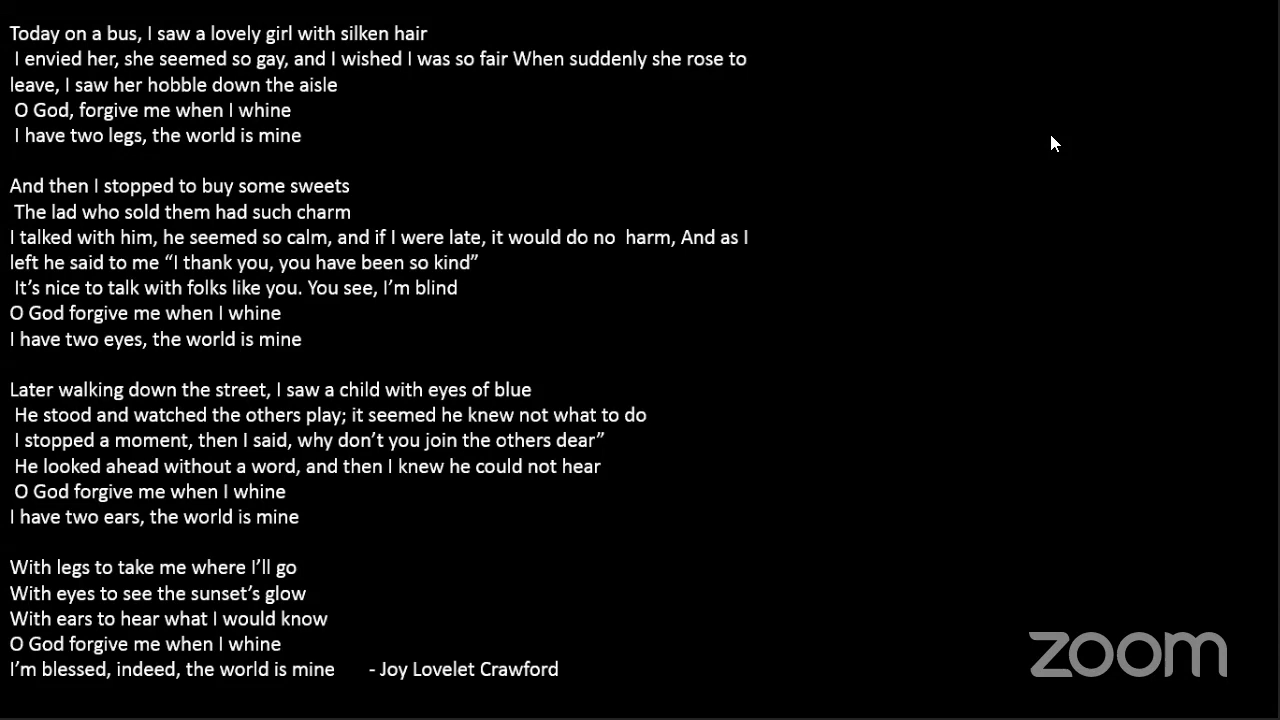 Today on a bus, I saw a lovely girl with silken hair
I envied her, she seemed so gay, and I wished I was so fair When suddenly she rose to
leave, I saw her hobble down the aisle
O God, forgive me when I whine
I have two legs, the world is mine

And then I stopped to buy some sweets
The lad who sold them had such charm
I talked with him, he seemed so calm, and if I were late, it would do no  harm, And as I
left he said to me “I thank you, you have been so kind”
It’s nice to talk with folks like you. You see, I’m blind
O God forgive me when I whine
I have two eyes, the world is mine

Later walking down the street, I saw a child with eyes of blue
He stood and watched the others play; it seemed he knew not what to do
I stopped a moment, then I said, why don’t you join the others dear”
He looked ahead without a word, and then I knew he could not hear
O God forgive me when I whine
I have two ears, the world is mine

With legs to take me where I’ll go
With eyes to see the sunset’s glow
With ears to hear what I would know
O God forgive me when I whine
I’m blessed, indeed, the world is mine - Joy Lovelet Crawford
zoom